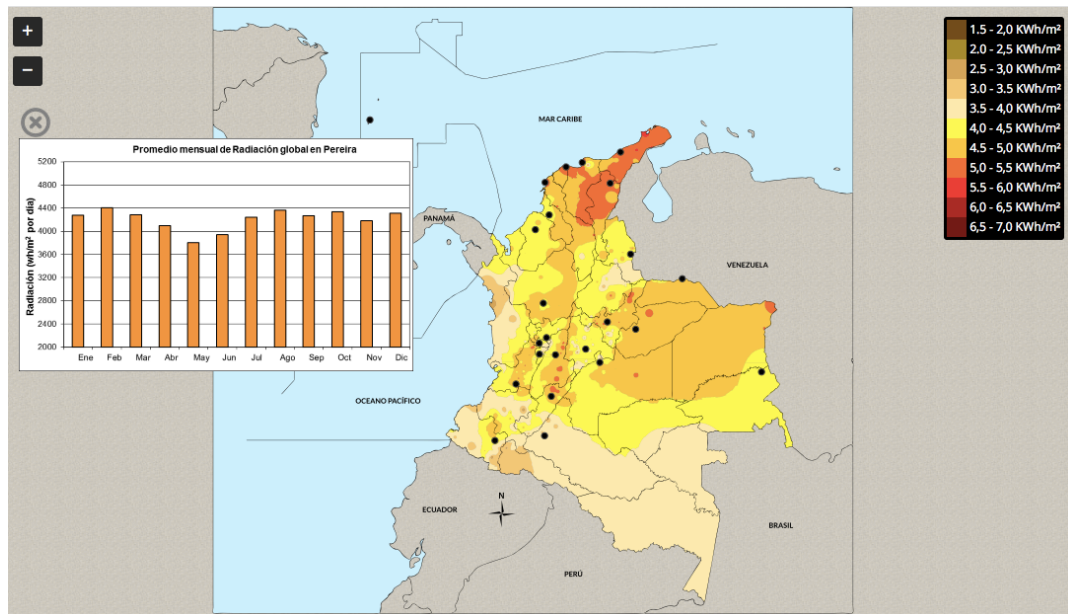 +
−
Promedio mensual de Radiación global en Pereira
Radiación (wh/m² por día)
5200
4800
4400
4000
3600
3200
2800
2400
2000
Ene Feb Mar Abr May Jun Jul Ago Sep Oct Nov Dic
MAR CARIBE
PANAMÁ
VENEZUELA
OCEANO PACÍFICO
ECUADOR
N
BRASIL
PERÚ
1.5 - 2,0 KWh/m²
2.0 - 2,5 KWh/m²
2.5 - 3,0 KWh/m²
3.0 - 3.5 KWh/m²
3.5 - 4,0 KWh/m²
4,0 - 4,5 KWh/m²
4.5 - 5,0 KWh/m²
5,0 - 5,5 KWh/m²
5.5 - 6,0 KWh/m²
6,0 - 6,5 KWh/m²
6,5 - 7,0 KWh/m²